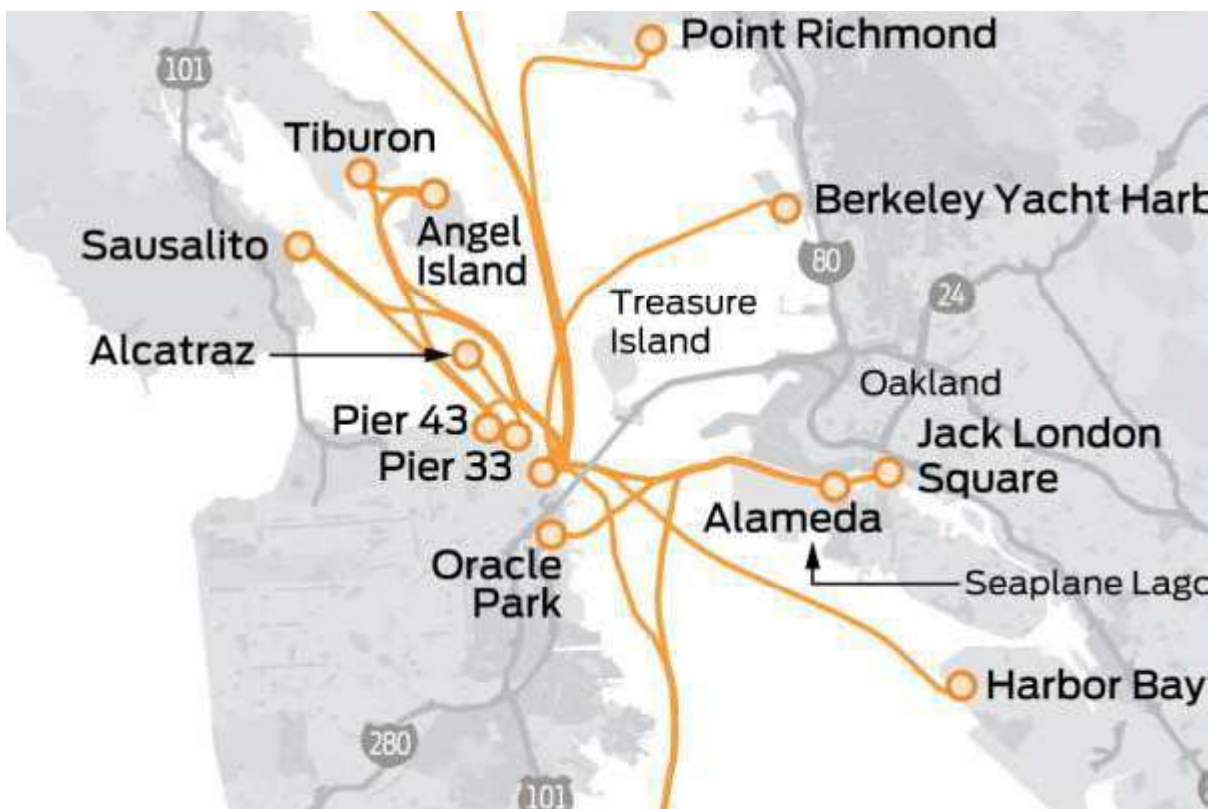 Point Richmond
101
Tiburon
Berkeley Yacht Harb
Angel
Island
Sausalito
80
24
Treasure
Island
Alcatraz
Oakland
Pier 43
Jack London
Square
Pier 33
Alameda
Oracle
Park
Seaplane Lago
Harbor Bay
280
101